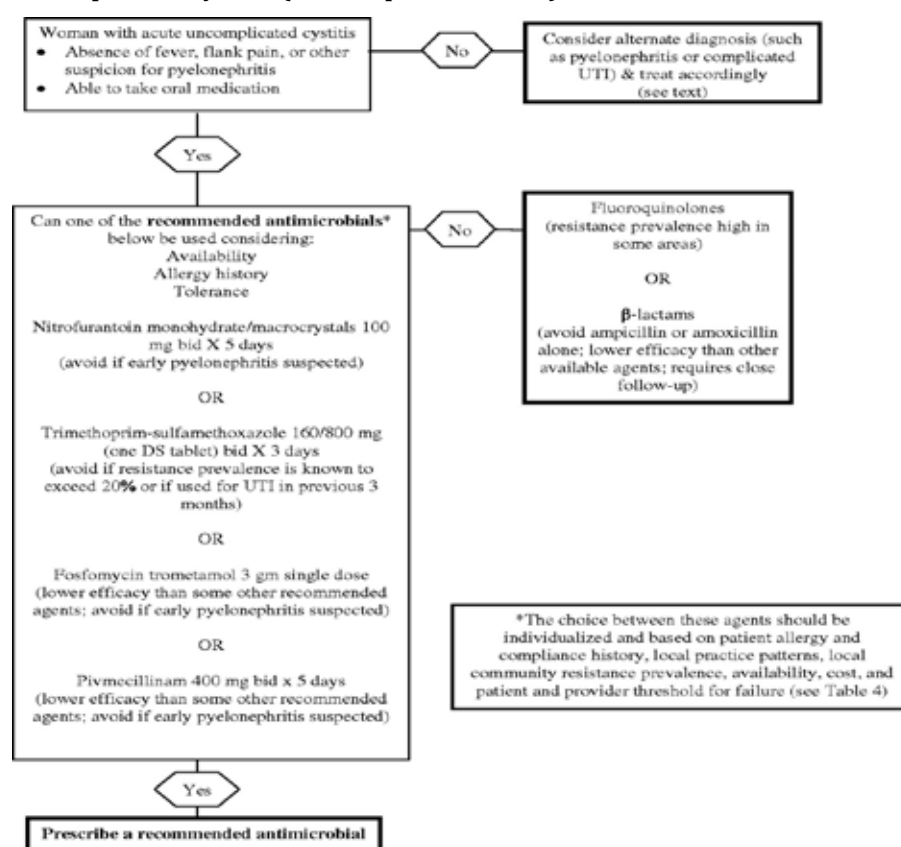 Woman with acute uncomplicated cystitis
• Absence of fever, flank pain, or other
suspicion for pyelonephritis
• Able to take oral medication
No
Consider alternate diagnosis (such
as pyelonephritis or complicated
UTI) & treat accordingly
(see text)
Yes
Can one of the recommended antimicrobials*
below be used considering:
Availability
Allergy history
Tolerance
Nitrofurantoin monohydrate/macrocrystals 100
mg bid X 5 days
(avoid if early pyelonephritis suspected)
OR
Trimethoprim-sulfamethoxazole 160/800 mg
(one DS tablet) bid X 3 days
(avoid if resistance prevalence is known to
exceed 20% or if used for UTI in previous 3
months)
OR
Fosfomycin trometamol 3 gm single dose
(lower efficacy than some other recommended
agents; avoid if early pyelonephritis suspected)
OR
Pivmecillinam 400 mg bid x 5 days
(lower efficacy than some other recommended
agents; avoid if early pyelonephritis suspected)
No
Fluoroquinolones
(resistance prevalence high in
some areas)
OR
β-lactams
(avoid ampicillin or amoxicillin
alone; lower efficacy than other
available agents; requires close
follow-up)
*The choice between these agents should be
individualized and based on patient allergy and
compliance history, local practice patterns, local
community resistance prevalence, availability, cost, and
patient and provider threshold for failure (see Table 4)
Yes
Prescribe a recommended antimicrobial